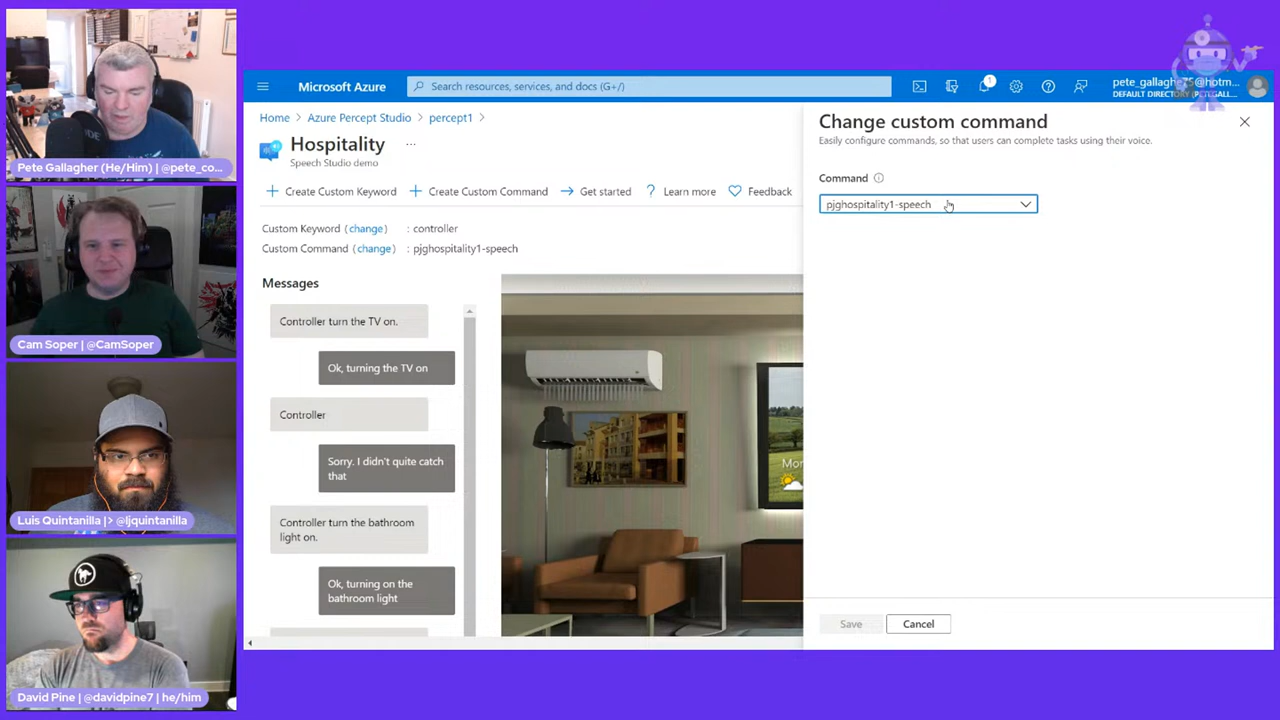 Pete Gallagher (He/Him) | @pete_co...
Cam Soper | @CamSoper
Luis Quintanilla |> @ljquintanilla
David Pine | @davidpine7 | he/him
Microsoft Azure
Search resources, services, and docs (G+/)
1
pete_gallaghe75@hotm...
DEFAULT DIRECTORY (PETEGALL...
Home > Azure Percept Studio > percept1 >
Hospitality ...
Speech Studio demo
+ Create Custom Keyword + Create Custom Command → Get started ? Learn more Feedback
Custom Keyword (change) : controller
Custom Command (change) : pjghospitality1-speech
Messages
Controller turn the TV on.
Ok, turning the TV on
Controller
Sorry. I didn't quite catch
that
Controller turn the bathroom
light on.
Ok, turning on the
bathroom light
Mon
Change custom command
Easily configure commands, so that users can complete tasks using their voice.
Command
pjghospitality1-speech
Save Cancel